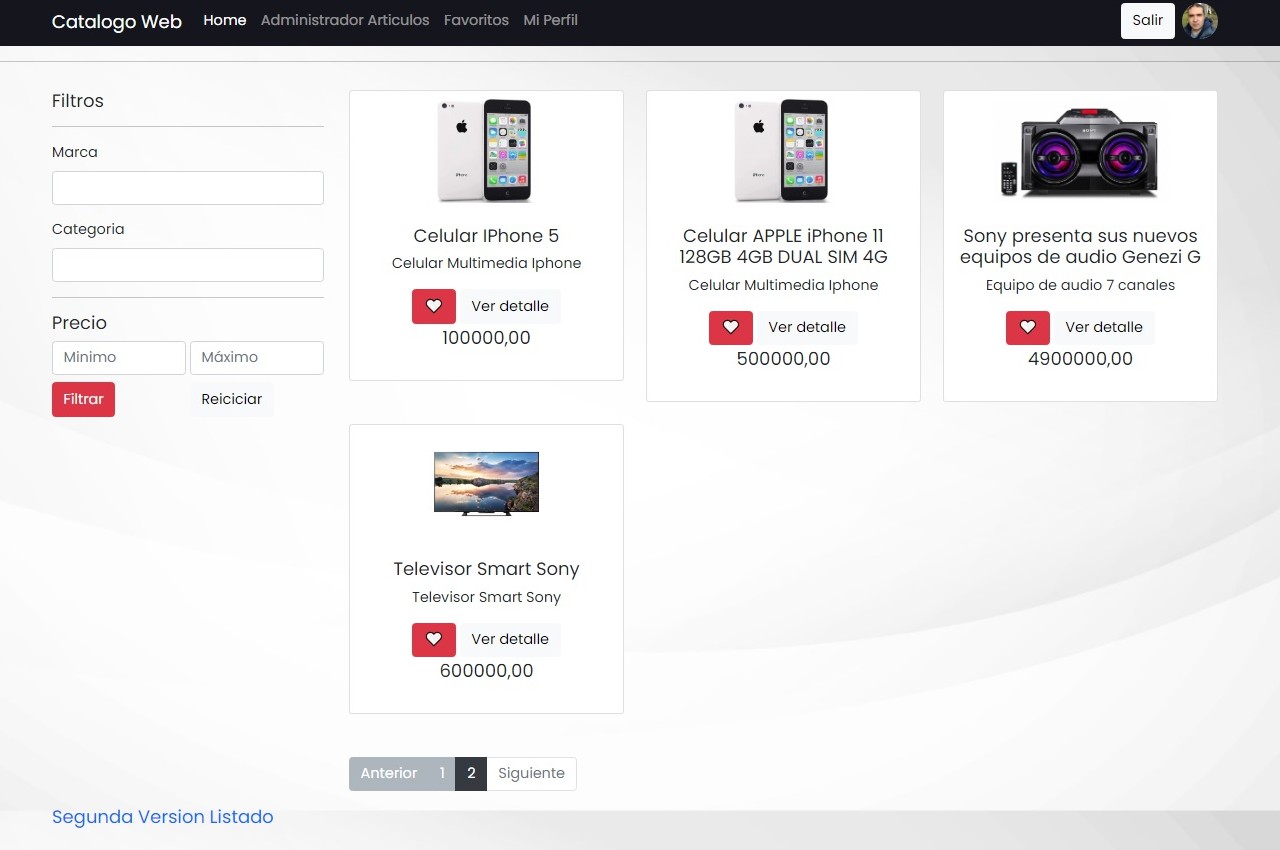 Catalogo Web Home Administrador Articulos Favoritos Mi Perfil Salir
Filtros
Marca
Categoria
Precio
Minimo Máximo
Filtrar Reiciciar
Celular IPhone 5
Celular Multimedia Iphone
Ver detalle
100000,00
Celular APPLE iPhone 11
128GB 4GB DUAL SIM 4G
Celular Multimedia Iphone
Ver detalle
500000,00
SONY
Sony presenta sus nuevos
equipos de audio Genezi G
Equipo de audio 7 canales
Ver detalle
4900000,00
Televisor Smart Sony
Televisor Smart Sony
Ver detalle
600000,00
Anterior 1 2 Siguiente
Segunda Version Listado